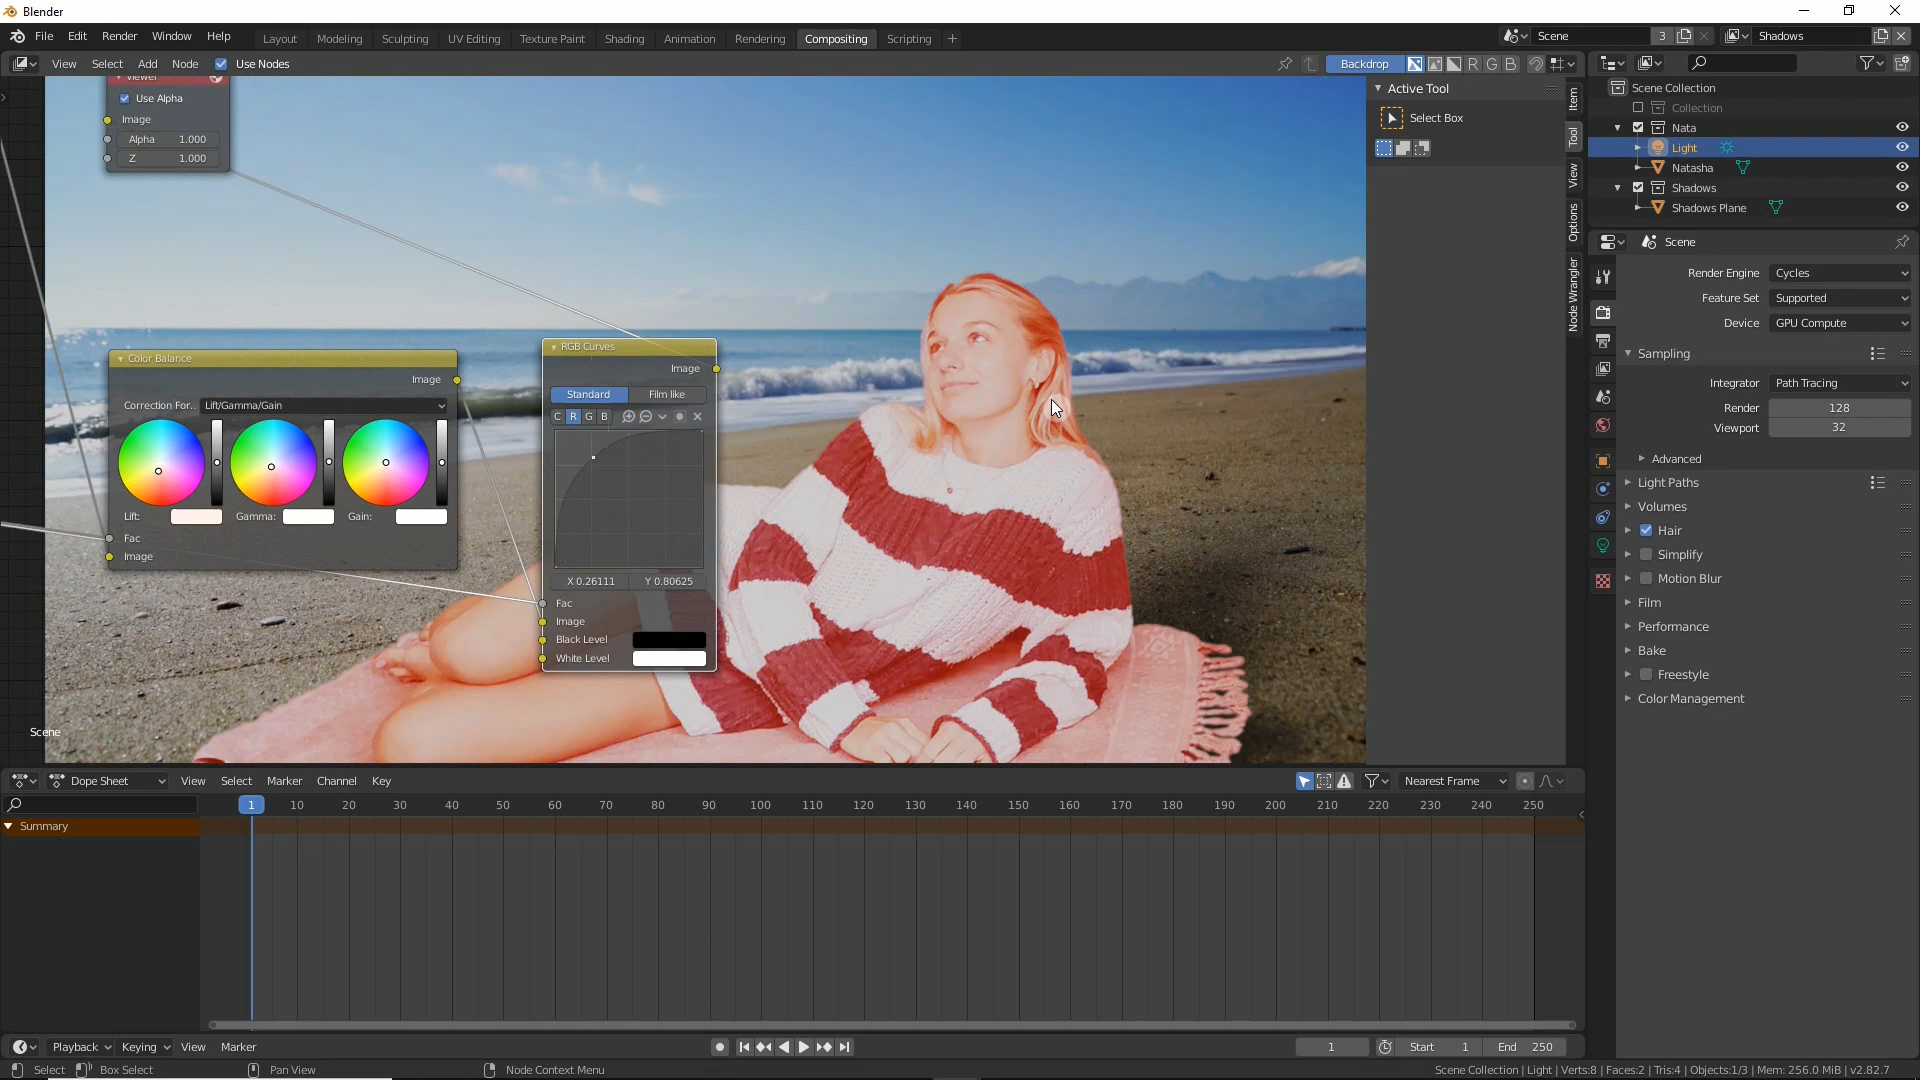 Blender
File Edit Render Window Help Layout Modeling Sculpting UV Editing Texture Paint Shading Animation Rendering Compositing Scripting + Scene 3 Shadows
View Select Add Node Use Nodes Backdrop R G B
Viewer
Use Alpha
Image
Alpha 1.000
Z 1.000
Color Balance
Image
Correction For.. Lift/Gamma/Gain
Lift: Gamma: Gain:
Fac
Image
RGB Curves
Image
Standard Film like
C R G B
X 0.26111 Y 0.80625
Fac
Image
Black Level
White Level
Scene
Active Tool
Select Box
Item
Tool
View
Options
Node Wrangler
Scene Collection
Collection
Nata
Light
Natasha
Shadows
Shadows Plane
Scene
Render Engine Cycles
Feature Set Supported
Device GPU Compute
Sampling
Integrator Path Tracing
Render 128
Viewport 32
Advanced
Light Paths
Volumes
Hair
Simplify
Motion Blur
Film
Performance
Bake
Freestyle
Color Management
Dope Sheet View Select Marker Channel Key Nearest Frame
1 10 20 30 40 50 60 70 80 90 100 110 120 130 140 150 160 170 180 190 200 210 220 230 240 250
Summary
Playback Keying View Marker 1 Start 1 End 250
Select Box Select Pan View Node Context Menu Scene Collection | Light | Verts:8 | Faces:2 | Tris:4 | Objects:1/3 | Mem: 256.0 MiB | v2.82.7